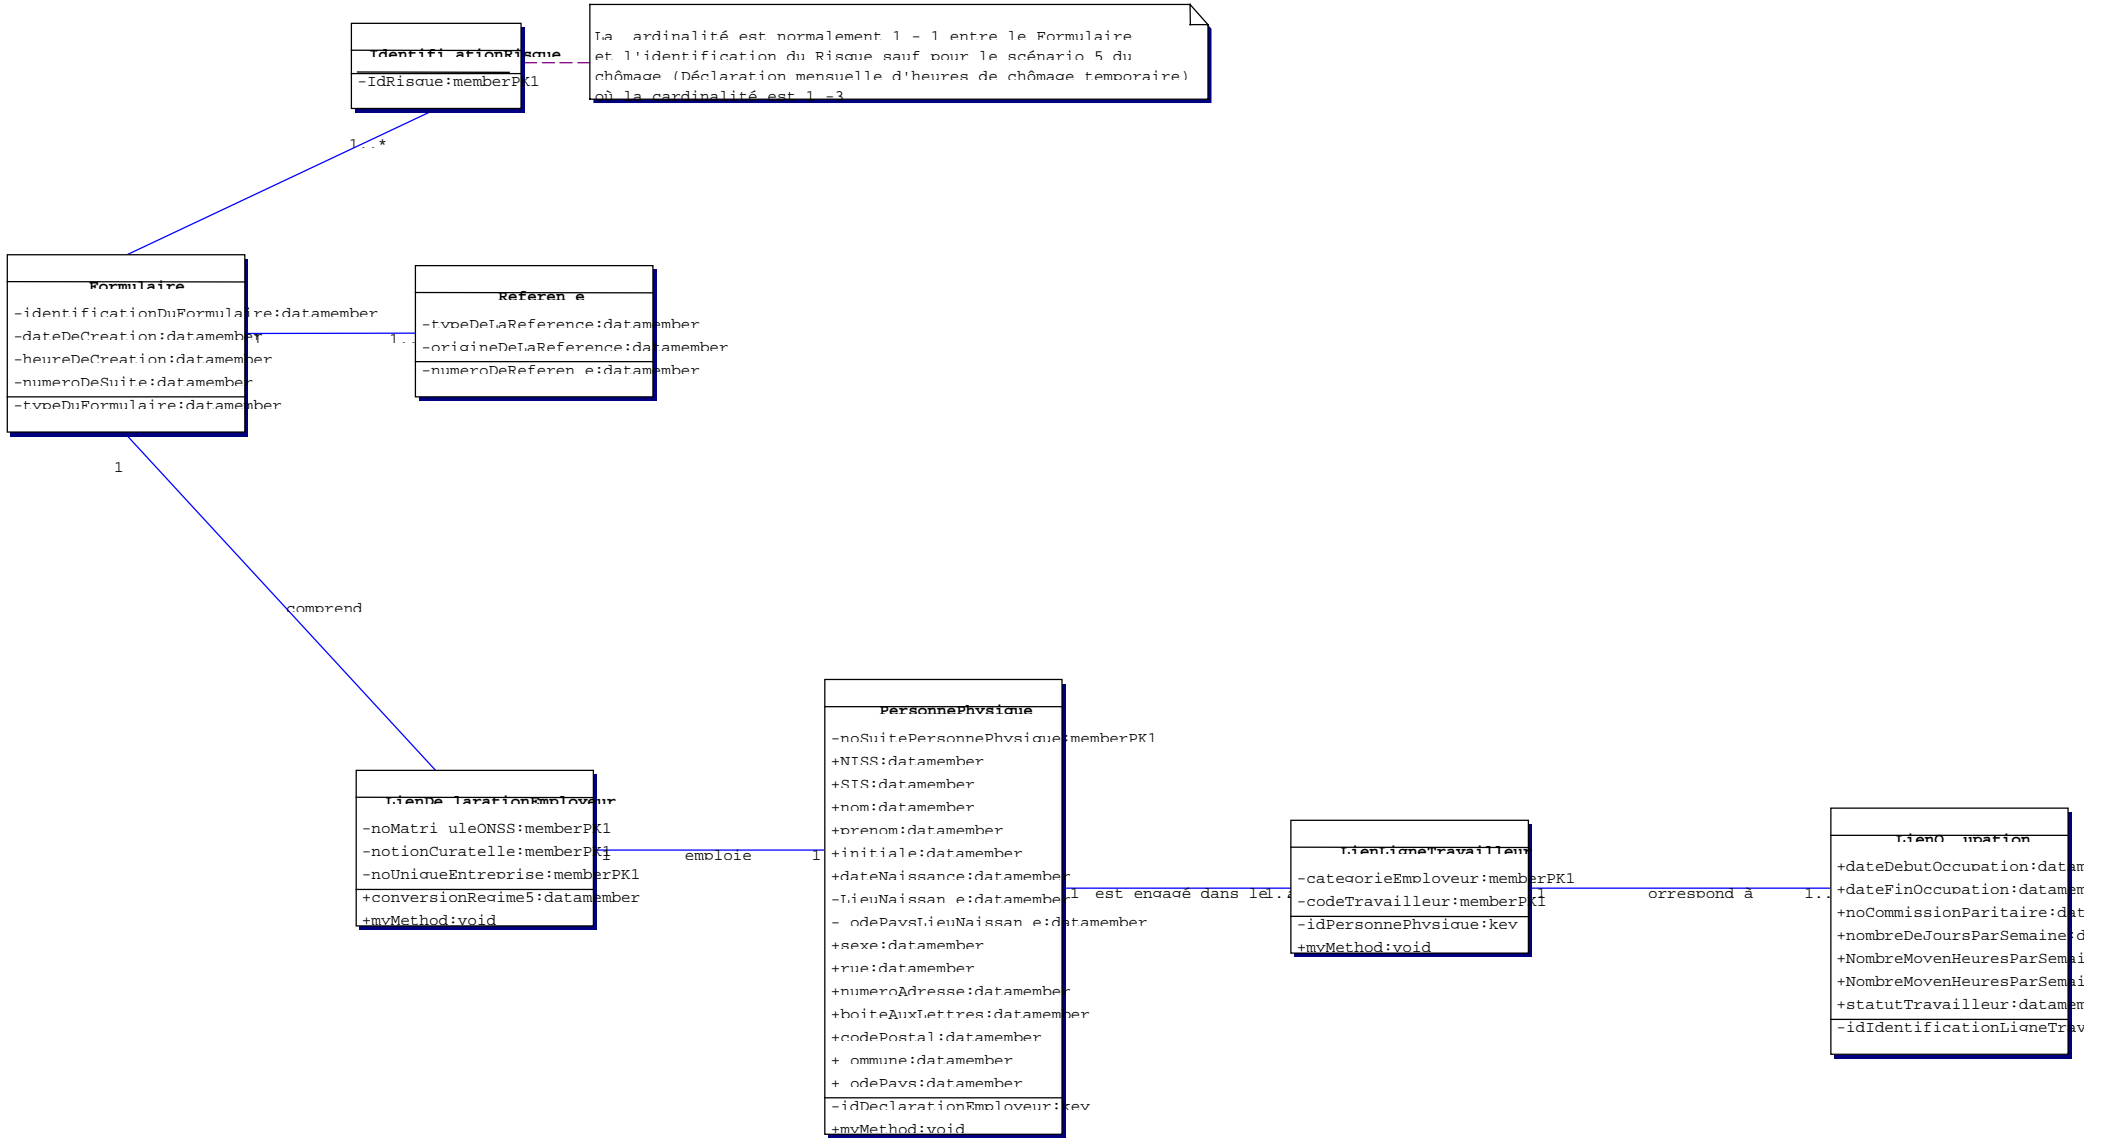 IdentificationRisque
-IdRisque:memberPK1
La cardinalité est normalement 1 - 1 entre le Formulaire
et l'identification du Risque sauf pour le scénario 5 du
chômage (Déclaration mensuelle d'heures de chômage temporaire)
où la cardinalité est 1 -3
1..*
Formulaire
-identificationDuFormulaire:datamember
-dateDeCreation:datamember
-heureDeCreation:datamember
-numeroDeSuite:datamember
-typeDuFormulaire:datamember
1
1..
Reference
-typeDeLaReference:datamember
-origineDeLaReference:datamember
-numeroDeReference:datamember
1
comprend
LienDeclarationEmployeur
-noMatriculeONSS:memberPK1
-notionCuratelle:memberPK1
-noUniqueEntreprise:memberPK1
+conversionRegime5:datamember
+myMethod:void
1 emploie 1
PersonnePhysique
-noSuitePersonnePhysique:memberPK1
+NISS:datamember
+SIS:datamember
+nom:datamember
+prenom:datamember
+initiale:datamember
+dateNaissance:datamember
-LieuNaissance:datamember
-codePaysLieuNaissance:datamember
+sexe:datamember
+rue:datamember
+numeroAdresse:datamember
+boiteAuxLettres:datamember
+codePostal:datamember
+commune:datamember
+codePays:datamember
-idDeclarationEmployeur:key
+myMethod:void
1 est engagé dans le 1..
LienLigneTravailleur
-categorieEmployeur:memberPK1
-codeTravailleur:memberPK1
-idPersonnePhysique:key
+myMethod:void
1 correspond à 1..
LienOccupation
+dateDebutOccupation:datam
+dateFinOccupation:datamem
+noCommissionParitaire:dat
+nombreDeJoursParSemaine:d
+NombreMoyenHeuresParSemai
+NombreMoyenHeuresParSemai
+statutTravailleur:datamem
-idIdentificationLigneTrav